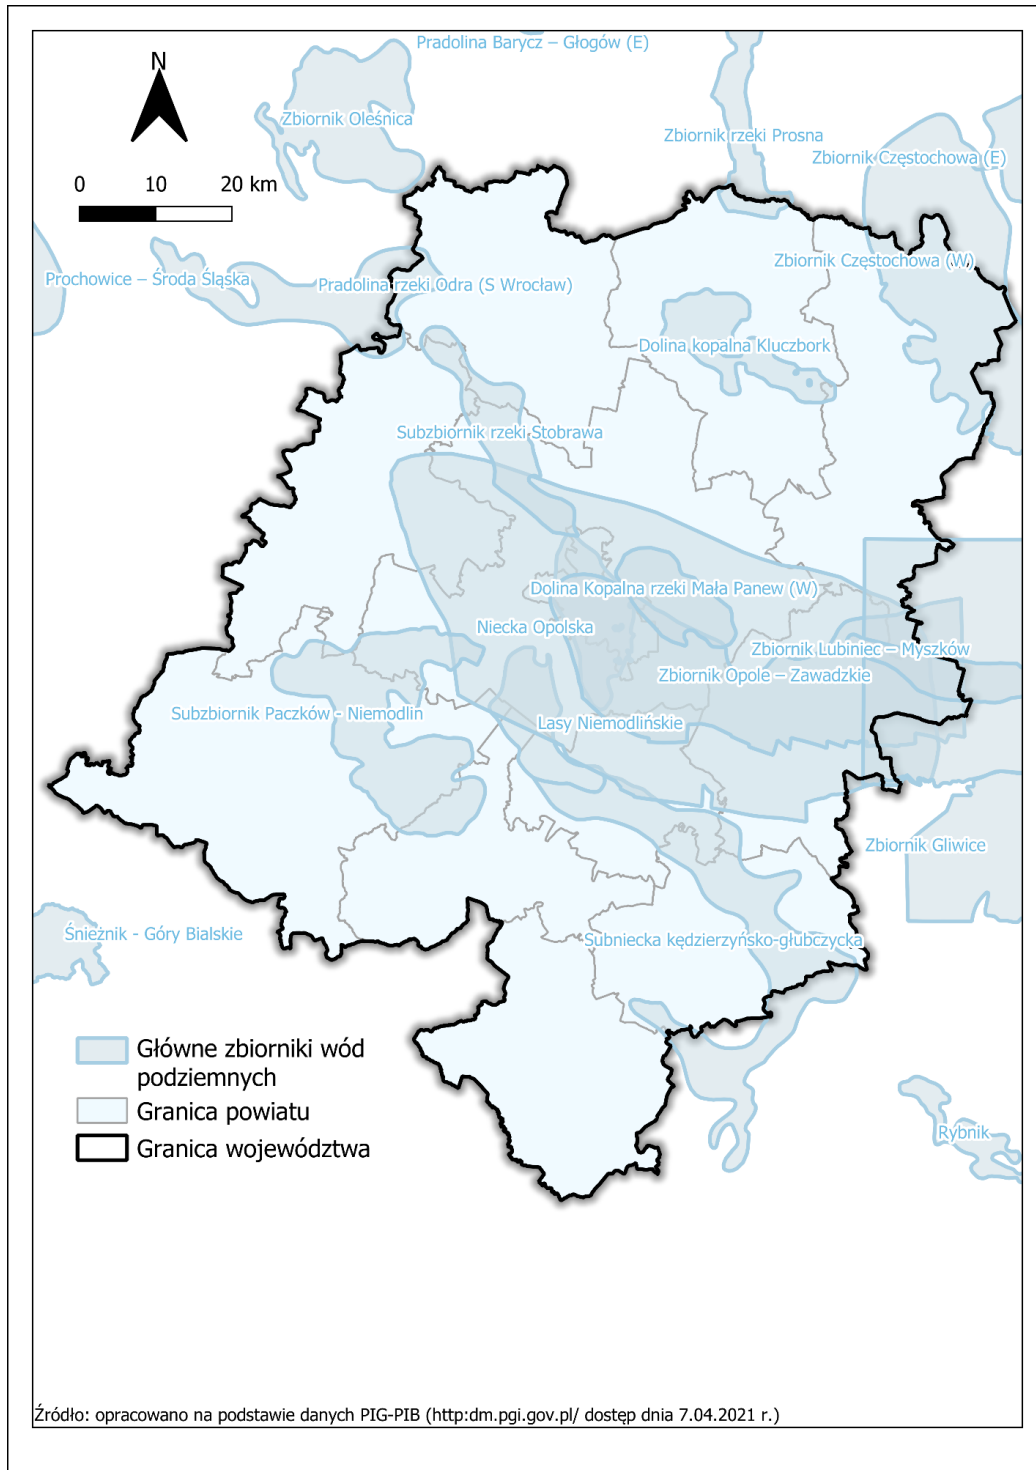 Pradolina Barycz – Głogów (E)
N
Zbiornik Oleśnica
Zbiornik rzeki Prosna
Zbiornik Częstochowa (E)
0 10 20 km
Zbiornik Częstochowa (W)
Prochowice – Środa Śląska
Pradolina rzeki Odra (S Wrocław)
Dolina kopalna Kluczbork
Subzbiornik rzeki Stobrawa
Dolina Kopalna rzeki Mała Panew (W)
Niecka Opolska
Zbiornik Lubiniec – Myszków
Zbiornik Opole – Zawadzkie
Subzbiornik Paczków - Niemodlin
Lasy Niemodlińskie
Zbiornik Gliwice
Śnieżnik - Góry Bialskie
Subniecka kędzierzyńsko-głubczycka
Główne zbiorniki wód
podziemnych
Granica powiatu
Granica województwa
Rybnik
Źródło: opracowano na podstawie danych PIG-PIB (http:dm.pgi.gov.pl/ dostęp dnia 7.04.2021 r.)